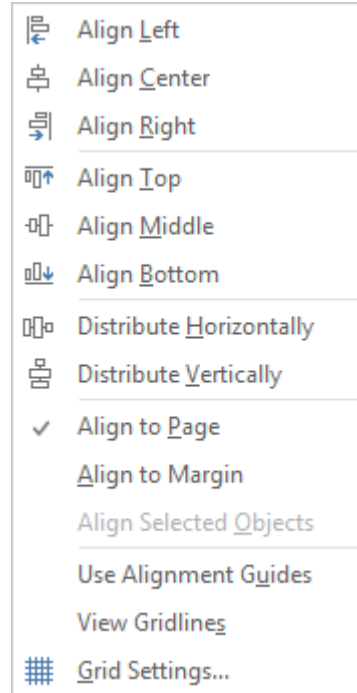 Align Left
Align Center
Align Right
Align Top
Align Middle
Align Bottom
Distribute Horizontally
Distribute Vertically
Align to Page
Align to Margin
Align Selected Objects
Use Alignment Guides
View Gridlines
Grid Settings...